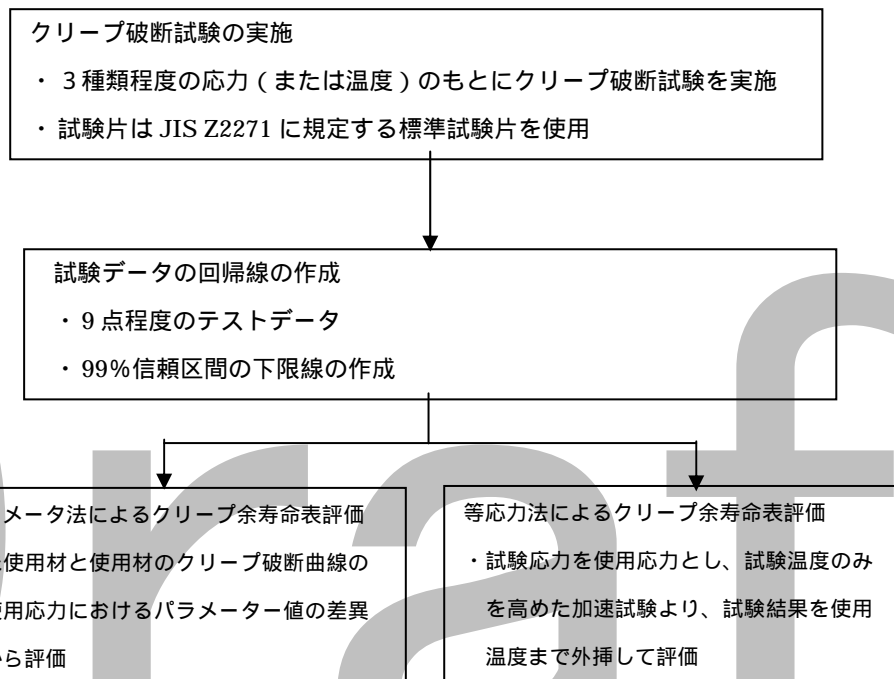 クリープ破断試験の実施
・ 3種類程度の応力(または温度)のもとにクリープ破断試験を実施
・ 試験片は JIS Z2271 に規定する標準試験片を使用
試験データの回帰線の作成
・ 9 点程度のテストデータ
・ 99%信頼区間の下限線の作成
メータ法によるクリープ余寿命表評価
使用材と使用材のクリープ破断曲線の
用応力におけるパラメーター値の差異
ら評価
等応力法によるクリープ余寿命表評価
・試験応力を使用応力とし、試験温度のみ
を高めた加速試験より、試験結果を使用
温度まで外挿して評価
raf